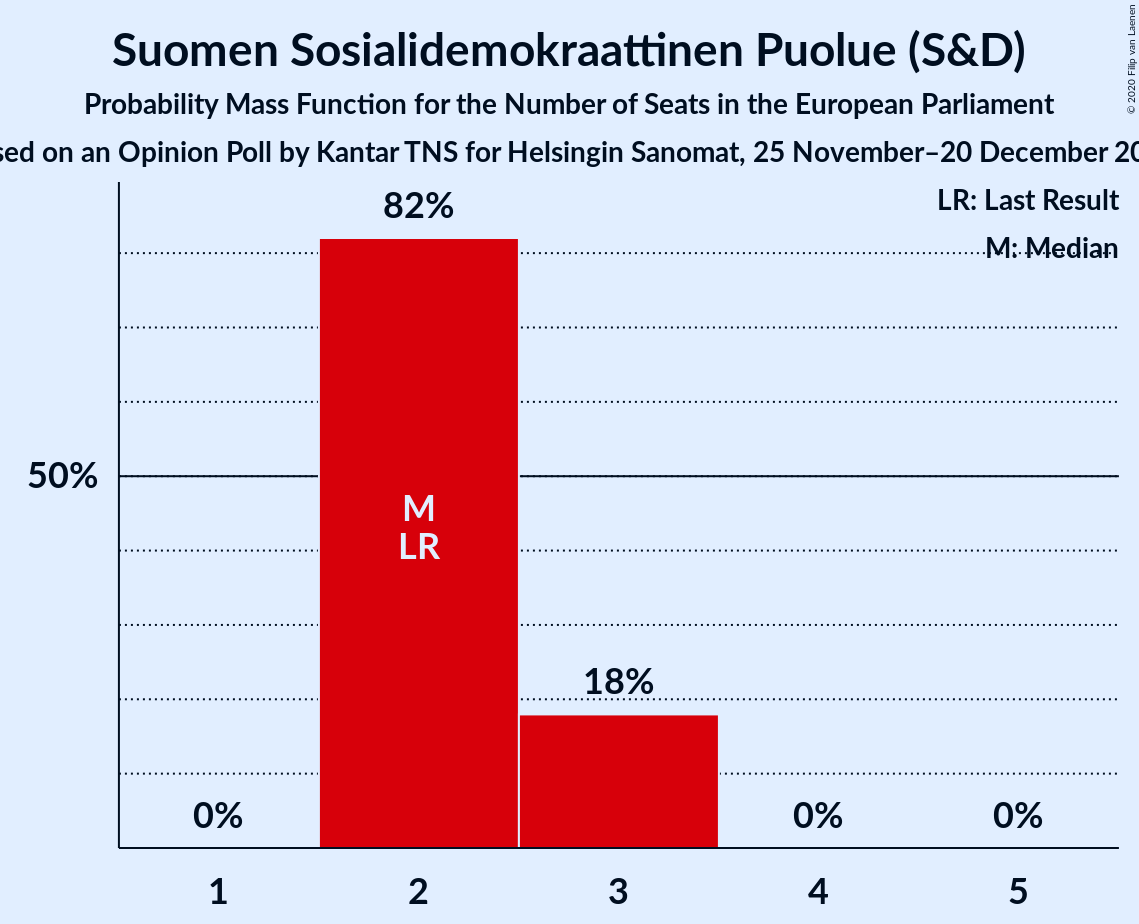 Suomen Sosialidemokraattinen Puolue (S&D)
Probability Mass Function for the Number of Seats in the European Parliament
on an Opinion Poll by Kantar TNS for Helsingin Sanomat, 25 November–20 December
© 2020 Filip van Laenen
LR: Last Result
M: Median
82%
50%
M
LR
18%
0%
0%
0%
1
2
3
4
5